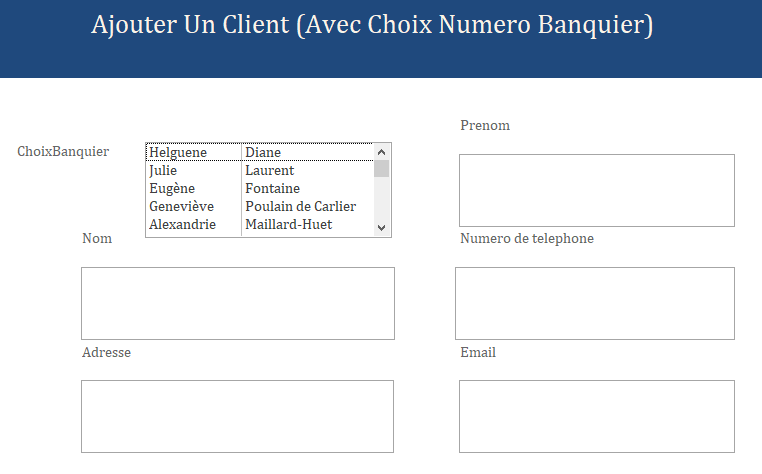 Ajouter Un Client (Avec Choix Numero Banquier)
Prenom
ChoixBanquier
Helguene Diane
Julie Laurent
Eugène Fontaine
Geneviève Poulain de Carlier
Alexandrie Maillard-Huet
Nom
Numero de telephone
Adresse
Email